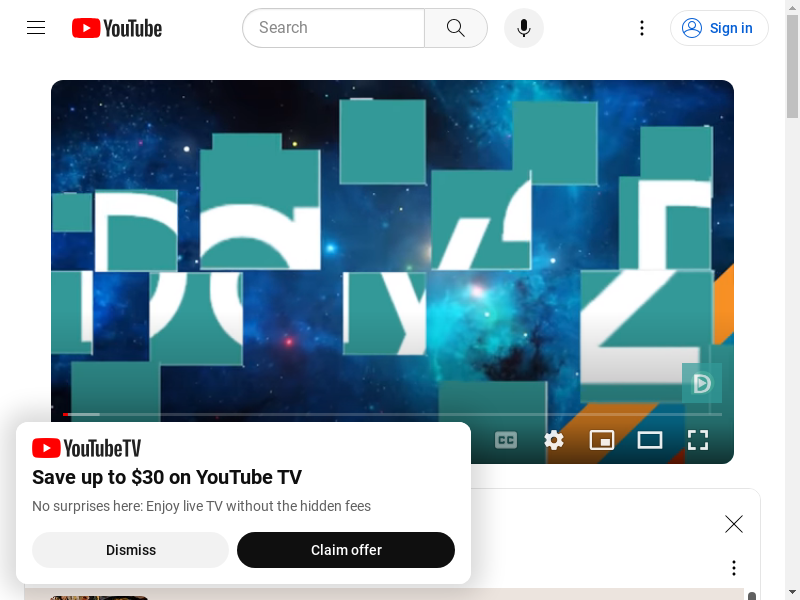 YouTube
Search
Sign in
CC
YouTubeTV
Save up to $30 on YouTube TV
No surprises here: Enjoy live TV without the hidden fees
Dismiss
Claim offer